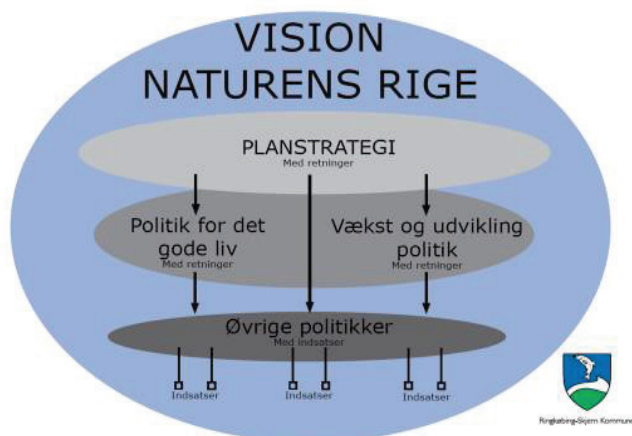 VISION
NATURENS RIGE
PLANSTRATEGI
Med retninger
Politik for det
gode liv
Med retninger
Vækst og udvikling
politik
Med retninger
Øvrige politikker
Med indsatser
Indsatser
Indsatser
Indsatser
Ringkøbing-Skjern Kommune